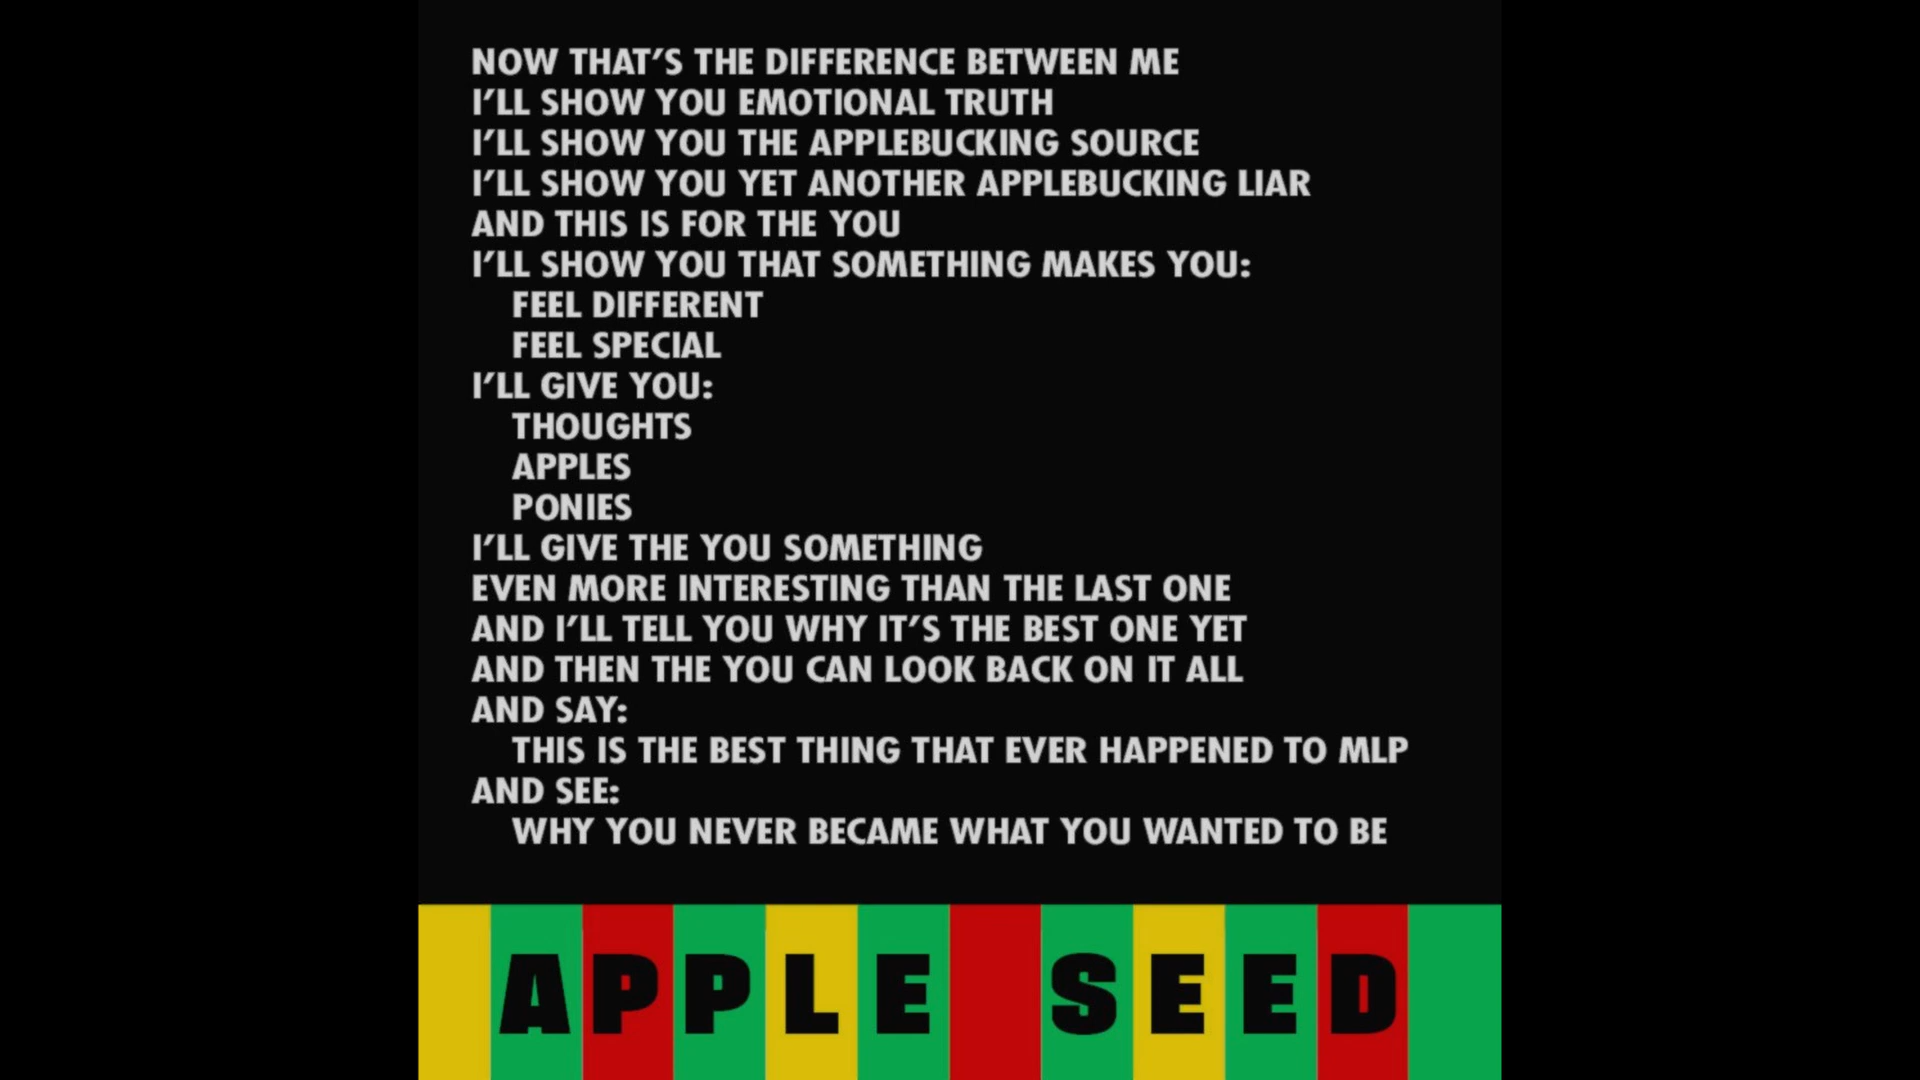 NOW THAT'S THE DIFFERENCE BETWEEN ME
I'LL SHOW YOU EMOTIONAL TRUTH
I'LL SHOW YOU THE APPLEBUCKING SOURCE
I'LL SHOW YOU YET ANOTHER APPLEBUCKING LIAR
AND THIS IS FOR THE YOU
I'LL SHOW YOU THAT SOMETHING MAKES YOU:
FEEL DIFFERENT
FEEL SPECIAL
I'LL GIVE YOU:
THOUGHTS
APPLES
PONIES
I'LL GIVE THE YOU SOMETHING
EVEN MORE INTERESTING THAN THE LAST ONE
AND I'LL TELL YOU WHY IT'S THE BEST ONE YET
AND THEN THE YOU CAN LOOK BACK ON IT ALL
AND SAY:
THIS IS THE BEST THING THAT EVER HAPPENED TO MLP
AND SEE:
WHY YOU NEVER BECAME WHAT YOU WANTED TO BE
APPLE SEED